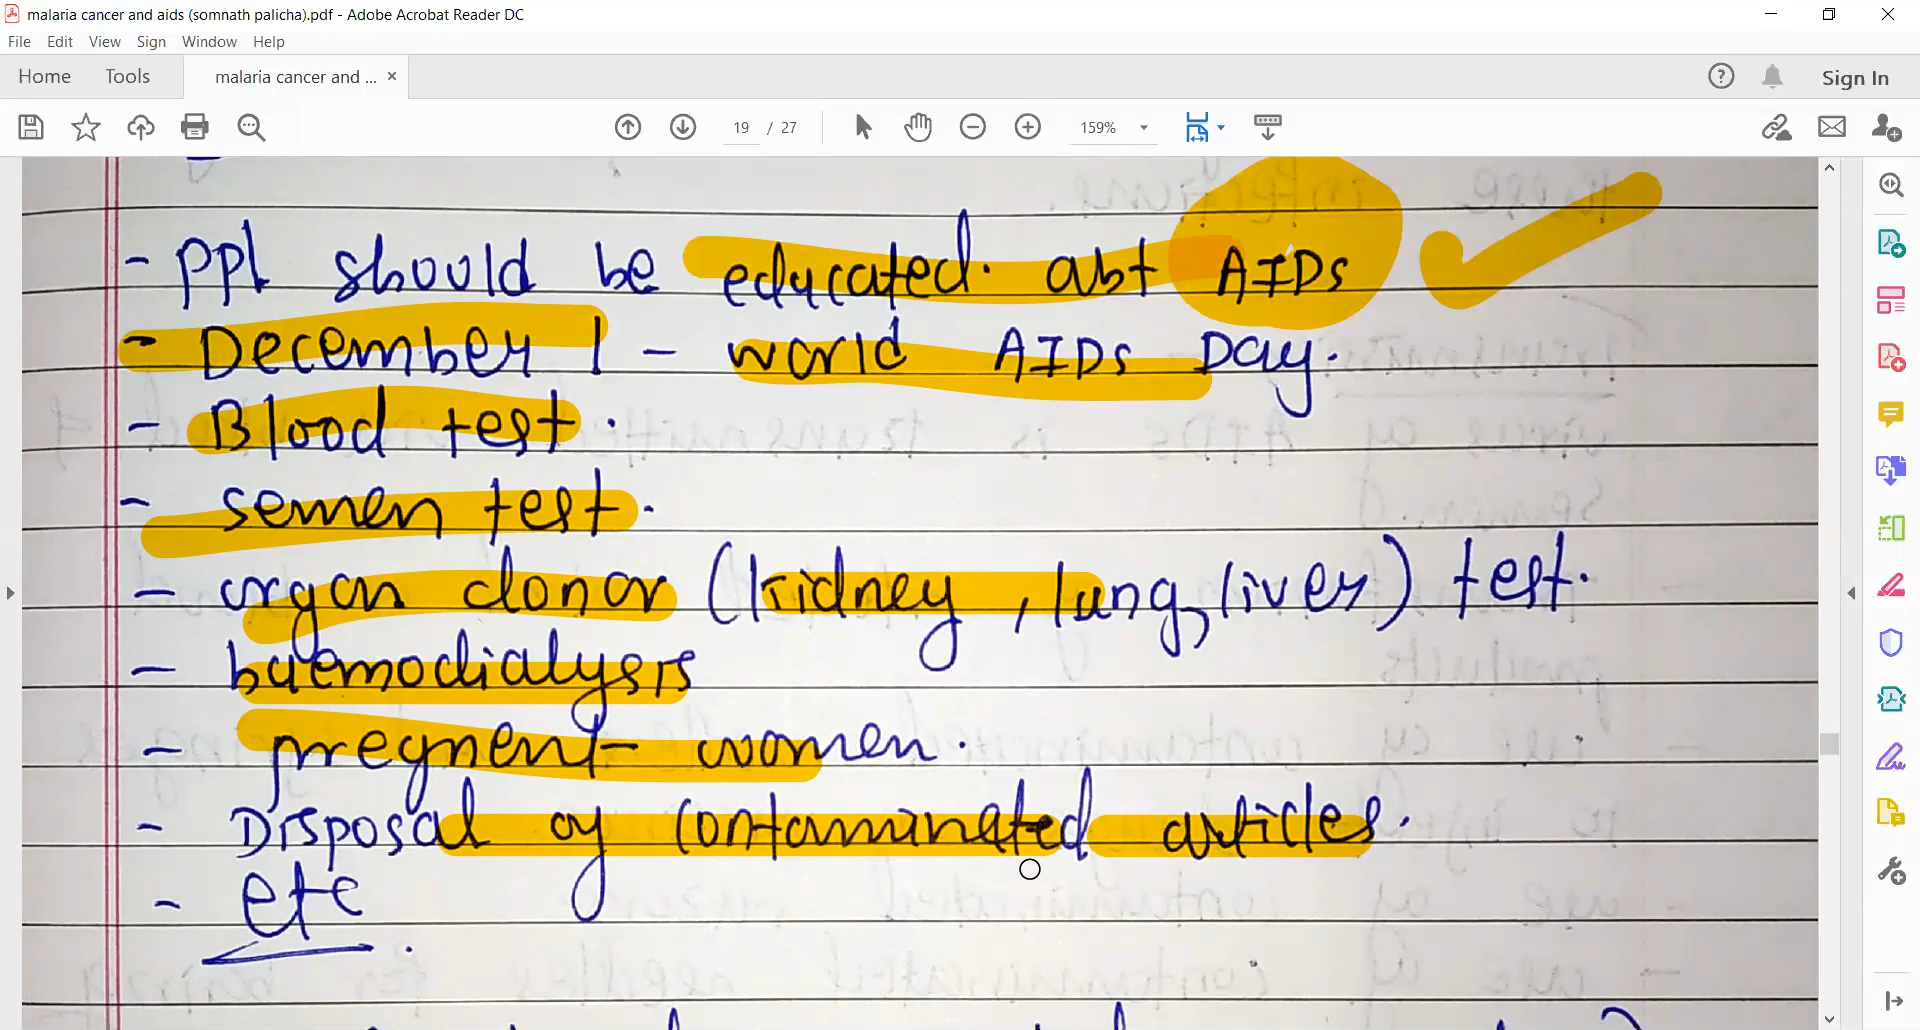 malaria cancer and aids (somnath palicha).pdf - Adobe Acrobat Reader DC
File Edit View Sign Window Help
Home Tools malaria cancer and ... × Sign In
19 / 27 159%
- ppl should be educated. abt AIDs
- December 1 - world AIDs Day.
- Blood test.
- semen test.
- organ donor (kidney, lung, liver) test.
- haemodialysis
- pregnent women.
- Disposal of contaminated articles.
- etc